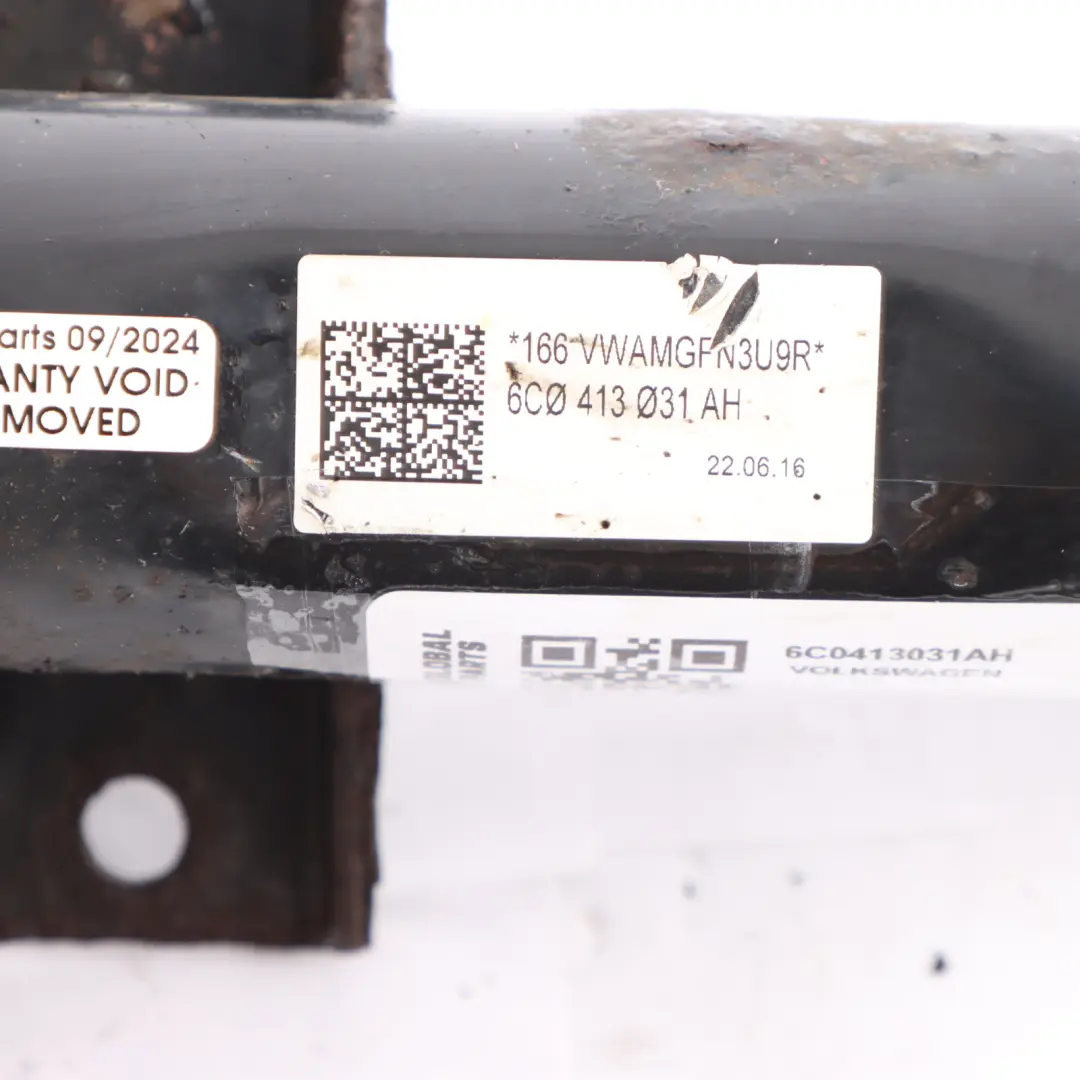 arts 09/2024
ANTY VOID
MOVED
*166 VWAMGFN3U9R*
6CØ 413 Ø31 AH
22.06.16
6C0413031AH
VOLKSWAGEN